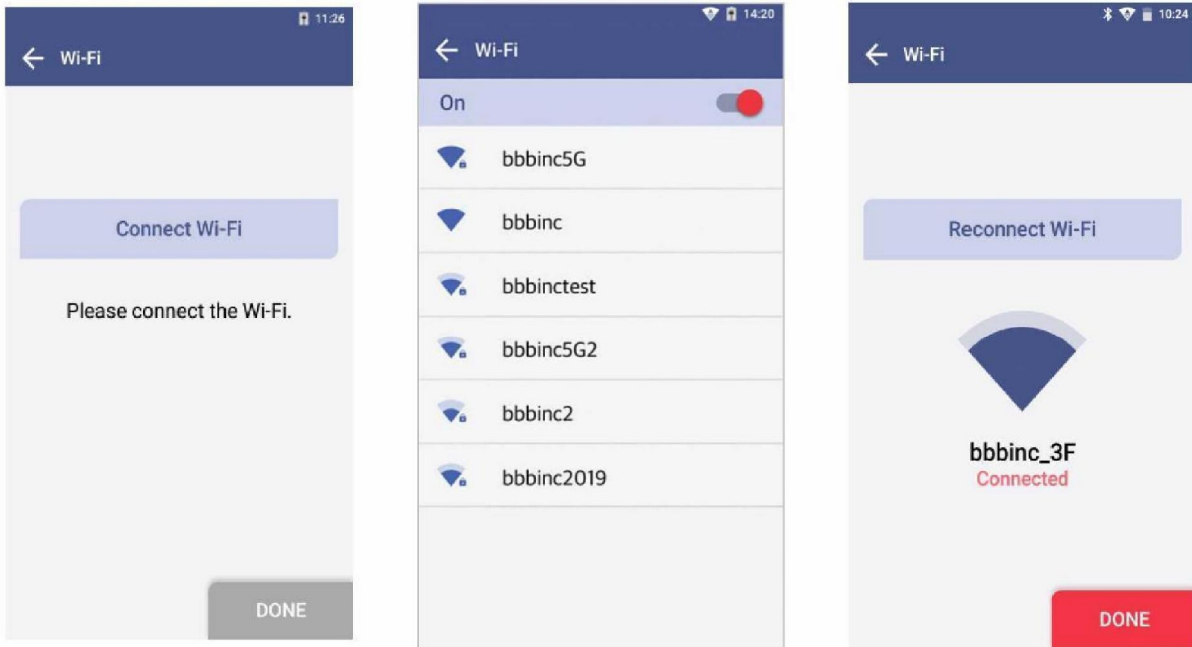 11:26
Wi-Fi
Connect Wi-Fi
Please connect the Wi-Fi.
DONE
14:20
Wi-Fi
On
bbbinc5G
bbbinc
bbbinctest
bbbinc5G2
bbbinc2
bbbinc2019
10:24
Wi-Fi
Reconnect Wi-Fi
bbbinc_3F
Connected
DONE